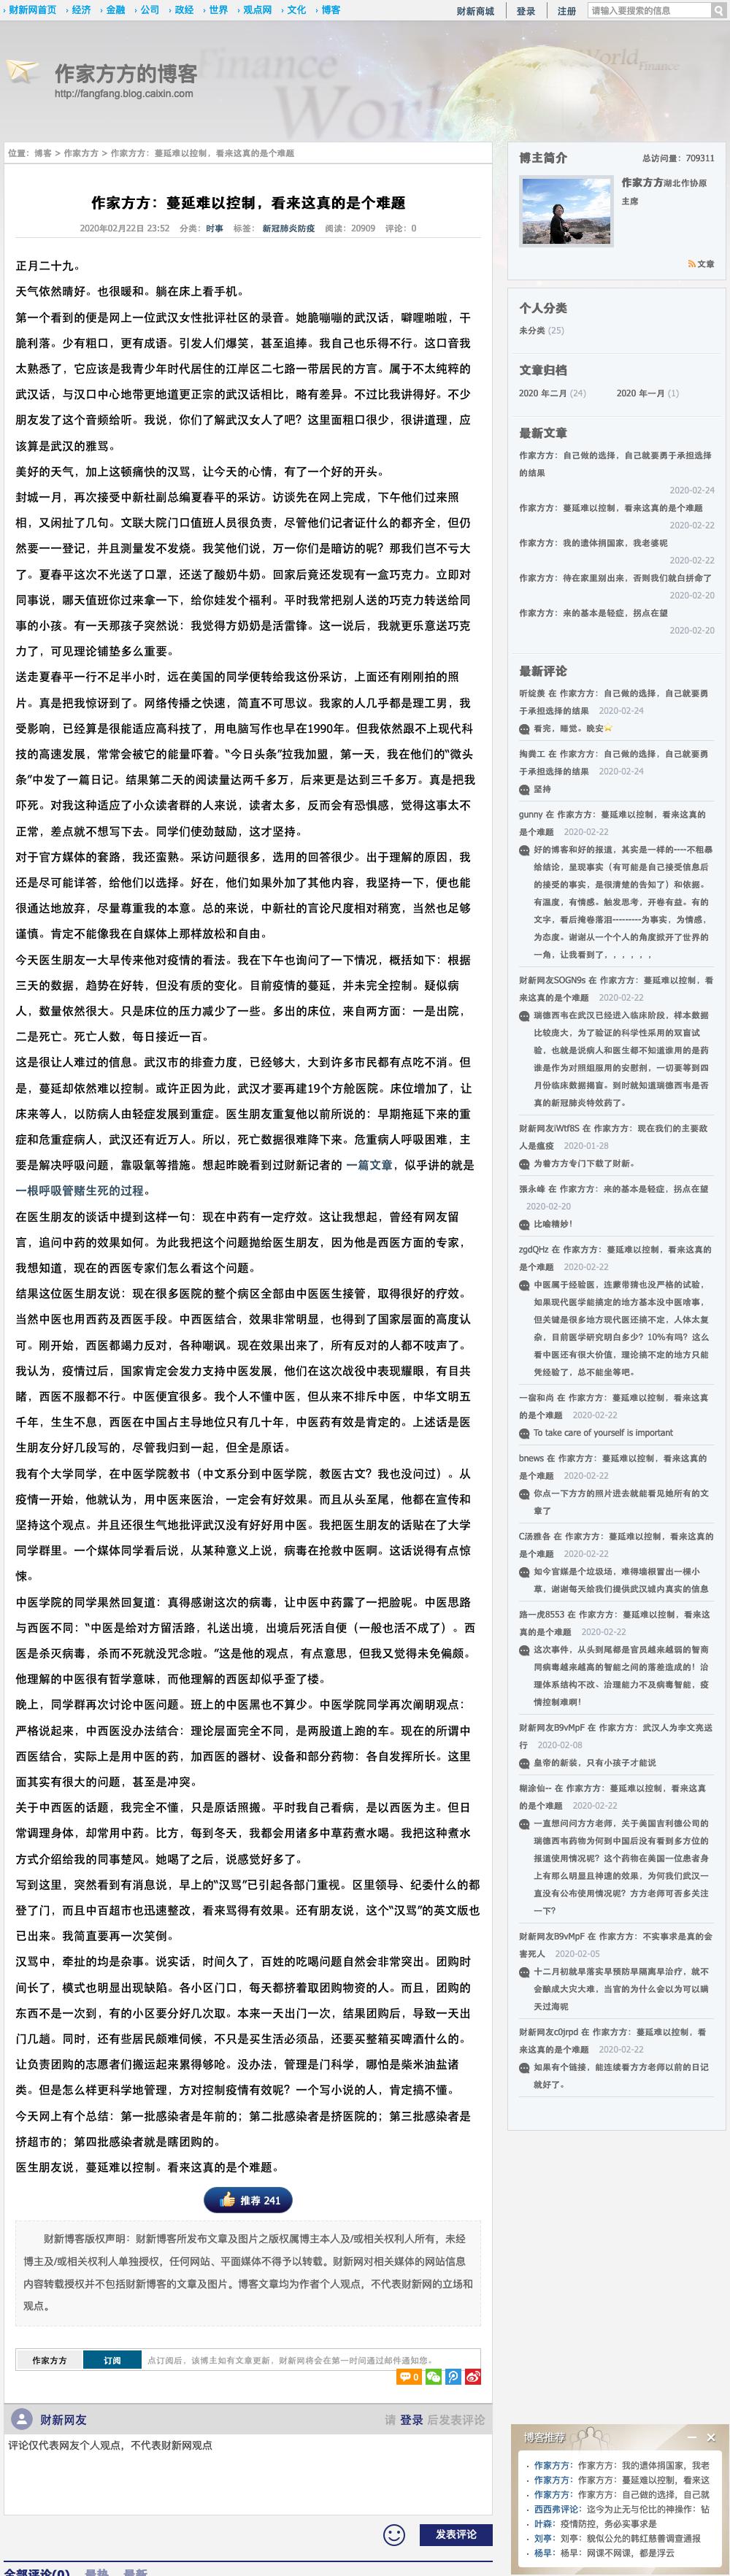 财新网首页 经济 金融 公司 政经 世界 观点网 文化 博客
财新商城 登录 注册 请输入要搜索的信息
作家方方的博客
http://fangfang.blog.caixin.com
位置：博客 > 作家方方 > 作家方方：蔓延难以控制，看来这真的是个难题
作家方方：蔓延难以控制，看来这真的是个难题
2020年02月22日 23:52 分类：时事 标签：新冠肺炎防疫 阅读：20909 评论：0
正月二十九。
天气依然晴好。也很暖和。躺在床上看手机。
第一个看到的便是网上一位武汉女性批评社区的录音。她脆嘣嘣的武汉话，噼哩啪啦，干
脆利落。少有粗口，更有成语。引发人们爆笑，甚至追捧。我自己也乐得不行。这口音我
太熟悉了，它应该是我青少年时代居住的江岸区二七路一带居民的方言。属于不太纯粹的
武汉话，与汉口中心地带更地道更正宗的武汉话相比，略有差异。不过比我讲得好。不少
朋友发了这个音频给听。我说，你们了解武汉女人了吧？这里面粗口很少，很讲道理，应
该算是武汉的雅骂。
美好的天气，加上这顿痛快的汉骂，让今天的心情，有了一个好的开头。
封城一月，再次接受中新社副总编夏春平的采访。访谈先在网上完成，下午他们过来照
相，又闲扯了几句。文联大院门口值班人员很负责，尽管他们记者证什么的都齐全，但仍
然要一一登记，并且测量发不发烧。我笑他们说，万一你们是暗访的呢？那我们岂不亏大
了。夏春平这次不光送了口罩，还送了酸奶牛奶。回家后竟还发现有一盒巧克力。立即对
同事说，哪天值班你过来拿一下，给你娃发个福利。平时我常把别人送的巧克力转送给同
事的小孩。有一天那孩子突然说：我觉得方奶奶是活雷锋。这一说后，我就更乐意送巧克
力了，可见理论铺垫多么重要。
送走夏春平一行不足半小时，远在美国的同学便转给我这份采访，上面还有刚刚拍的照
片。真是把我惊讶到了。网络传播之快速，简直不可思议。我家的人几乎都是理工男，我
受影响，已经算是很能适应高科技了，用电脑写作也早在1990年。但我依然跟不上现代科
技的高速发展，常常会被它的能量吓着。“今日头条”拉我加盟，第一天，我在他们的“微头
条”中发了一篇日记。结果第二天的阅读量达两千多万，后来更是达到三千多万。真是把我
吓死。对我这种适应了小众读者群的人来说，读者太多，反而会有恐惧感，觉得这事太不
正常，差点就不想写下去。同学们使劲鼓励，这才坚持。
对于官方媒体的套路，我还蛮熟。采访问题很多，选用的回答很少。出于理解的原因，我
还是尽可能详答，给他们以选择。好在，他们如果外加了其他内容，我坚持一下，便也能
很通达地放弃，尽量尊重我的本意。总的来说，中新社的言论尺度相对稍宽，当然也足够
谨慎。肯定不能像我在自媒体上那样放松和自由。
今天医生朋友一大早传来他对疫情的看法。我在下午也询问了一下情况，概括如下：根据
三天的数据，趋势在好转，但没有质的变化。目前疫情的蔓延，并未完全控制。疑似病
人，数量依然很大。只是床位的压力减少了一些。多出的床位，来自两方面：一是出院，
二是死亡。死亡人数，每日接近一百。
这是很让人难过的信息。武汉市的排查力度，已经够大，大到许多市民都有点吃不消。但
是，蔓延却依然难以控制。或许正因为此，武汉才要再建19个方舱医院。床位增加了，让
床来等人，以防病人由轻症发展到重症。医生朋友重复他以前所说的：早期拖延下来的重
症和危重症病人，武汉还有近万人。所以，死亡数据很难降下来。危重病人呼吸困难，主
要是解决呼吸问题，靠吸氧等措施。想起昨晚看到过财新记者的 一篇文章，似乎讲的就是
一根呼吸管赌生死的过程。
在医生朋友的谈话中提到这样一句：现在中药有一定疗效。这让我想起，曾经有网友留
言，追问中药的效果如何。为此我把这个问题抛给医生朋友，因为他是西医方面的专家，
我想知道，现在的西医专家们怎么看这个问题。
结果这位医生朋友说：现在很多医院的整个病区全部由中医医生接管，取得很好的疗效。
当然中医也用西药及西医手段。中西医结合，效果非常明显，也得到了国家层面的高度认
可。刚开始，西医都竭力反对，各种嘲讽。现在效果出来了，所有反对的人都不吱声了。
我认为，疫情过后，国家肯定会发力支持中医发展，他们在这次战役中表现耀眼，有目共
睹，西医不服都不行。中医便宜很多。我个人不懂中医，但从来不排斥中医，中华文明五
千年，生生不息，西医在中国占主导地位只有几十年，中医药有效是肯定的。上述话是医
生朋友分好几段写的，尽管我归到一起，但全是原话。
我有个大学同学，在中医学院教书（中文系分到中医学院，教医古文？我也没问过）。从
疫情一开始，他就认为，用中医来医治，一定会有好效果。而且从头至尾，他都在宣传和
坚持这个观点。并且还很生气地批评武汉没有好好用中医。我把医生朋友的话贴在了大学
同学群里。一个媒体同学看后说，从某种意义上说，病毒在抢救中医啊。这话说得有点惊
悚。
中医学院的同学果然回复道：真得感谢这次的病毒，让中医中药露了一把脸呢。中医思路
与西医不同：“中医是给对方留活路，礼送出境，出境后死活自便（一般也活不成了）。西
医是杀灭病毒，杀而不死就没咒念啦。”这是他的观点，有点意思，但我又觉得未免偏颇。
他理解的中医很有哲学意味，而他理解的西医却似乎歪了楼。
晚上，同学群再次讨论中医问题。班上的中医黑也不算少。中医学院同学再次阐明观点：
严格说起来，中西医没办法结合：理论层面完全不同，是两股道上跑的车。现在的所谓中
西医结合，实际上是用中医的药，加西医的器材、设备和部分药物：各自发挥所长。这里
面其实有很大的问题，甚至是冲突。
关于中西医的话题，我完全不懂，只是原话照搬。平时我自己看病，是以西医为主。但日
常调理身体，却常用中药。比方，每到冬天，我都会用诸多中草药煮水喝。我把这种煮水
方式介绍给我的同事楚风。她喝了之后，说感觉好多了。
写到这里，突然看到有消息说，早上的“汉骂”已引起各部门重视。区里领导、纪委什么的都
登了门，而且中百超市也迅速整改，看来骂得有效果。还有朋友说，这个“汉骂”的英文版也
已出来。我简直要再一次笑倒。
汉骂中，牵扯的均是杂事。说实话，时间久了，百姓的吃喝问题自然会非常突出。团购时
间长了，模式也明显出现缺陷。各小区门口，每天都挤着取团购物资的人。而且，团购的
东西不是一次到，有的小区要分好几次取。本来一天出门一次，结果团购后，导致一天出
门几趟。同时，还有些居民颇难伺候，不只是买生活必须品，还要买整箱买啤酒什么的。
让负责团购的志愿者们搬运起来累得够呛。没办法，管理是门科学，哪怕是柴米油盐诸
类。但是怎么样更科学地管理，方对控制疫情有效呢？一个写小说的人，肯定搞不懂。
今天网上有个总结：第一批感染者是年前的；第二批感染者是挤医院的；第三批感染者是
挤超市的；第四批感染者就是瞎团购的。
医生朋友说，蔓延难以控制。看来这真的是个难题。
推荐 241
财新博客版权声明：财新博客所发布文章及图片之版权属博主本人及/或相关权利人所有，未经
博主及/或相关权利人单独授权，任何网站、平面媒体不得予以转载。财新网对相关媒体的网站信息
内容转载授权并不包括财新博客的文章及图片。博客文章均为作者个人观点，不代表财新网的立场和
观点。
作家方方 订阅 点订阅后，该博主如有文章更新，财新网将会在第一时间通过邮件通知您。
0
财新网友 请 登录 后发表评论
评论仅代表网友个人观点，不代表财新网观点
发表评论
全部评论(0) 最热 最新
博主简介 总访问量：709311
作家方方湖北作协原
主席
文章
个人分类
未分类 (25)
文章归档
2020 年二月 (24) 2020 年一月 (1)
最新文章
作家方方：自己做的选择，自己就要勇于承担选择
的结果
2020-02-24
作家方方：蔓延难以控制，看来这真的是个难题
2020-02-22
作家方方：我的遗体捐国家，我老婆呢
2020-02-22
作家方方：待在家里别出来，否则我们就白拼命了
2020-02-20
作家方方：来的基本是轻症，拐点在望
2020-02-20
最新评论
听绽羡 在 作家方方：自己做的选择，自己就要勇
于承担选择的结果 2020-02-24
看完，睡觉。晚安
掏粪工 在 作家方方：自己做的选择，自己就要勇
于承担选择的结果 2020-02-24
坚持
gunny 在 作家方方：蔓延难以控制，看来这真的
是个难题 2020-02-22
好的博客和好的报道，其实是一样的----不粗暴
给结论，呈现事实（有可能是自己接受信息后
的接受的事实，是很清楚的告知了）和依据。
有温度，有情感。触发思考，开卷有益。有的
文字，看后掩卷落泪---------为事实，为情感，
为态度。谢谢从一个个人的角度掀开了世界的
一角，让我看到了，，，，，，
财新网友SOGN9s 在 作家方方：蔓延难以控制，看
来这真的是个难题 2020-02-22
瑞德西韦在武汉已经进入临床阶段，样本数据
比较庞大，为了验证的科学性采用的双盲试
验，也就是说病人和医生都不知道谁用的是药
谁是作为对照组服用的安慰剂，一切要等到四
月份临床数据揭盲。到时就知道瑞德西韦是否
真的新冠肺炎特效药了。
财新网友iWtf8S 在 作家方方：现在我们的主要敌
人是瘟疫 2020-01-28
为着方方专门下载了财新。
張永峰 在 作家方方：来的基本是轻症，拐点在望
2020-02-20
比喻精妙！
zgdQHz 在 作家方方：蔓延难以控制，看来这真的
是个难题 2020-02-22
中医属于经验医，连蒙带猜也没严格的试验，
如果现代医学能搞定的地方基本没中医啥事，
但关键是很多地方现代医还搞不定，人体太复
杂，目前医学研究明白多少？10%有吗？这么
看中医还有很大价值，理论搞不定的地方只能
凭经验了，总不能坐等吧。
一宿和尚 在 作家方方：蔓延难以控制，看来这真
的是个难题 2020-02-22
To take care of yourself is important
bnews 在 作家方方：蔓延难以控制，看来这真的
是个难题 2020-02-22
你点一下方方的照片进去就能看见她所有的文
章了
C汤雅各 在 作家方方：蔓延难以控制，看来这真的
是个难题 2020-02-22
如今官媒是个垃圾场，难得墙根冒出一棵小
草，谢谢每天给我们提供武汉城内真实的信息
路一虎8553 在 作家方方：蔓延难以控制，看来这
真的是个难题 2020-02-22
这次事件，从头到尾都是官员越来越弱的智商
同病毒越来越高的智能之间的落差造成的！治
理体系结构不改、治理能力不及病毒智能，疫
情控制难啊！
财新网友B9vMpF 在 作家方方：武汉人为李文亮送
行 2020-02-08
皇帝的新装，只有小孩子才能说
糊涂仙-- 在 作家方方：蔓延难以控制，看来这真
的是个难题 2020-02-22
一直想问问方方老师，关于美国吉利德公司的
瑞德西韦药物为何到中国后没有看到多方位的
报道使用情况呢？这个药物在美国一位患者身
上有那么明显且神速的效果，为何我们武汉一
直没有公布使用情况呢？方方老师可否多关注
一下？
财新网友B9vMpF 在 作家方方：不实事求是真的会
害死人 2020-02-05
十二月初就早落实早预防早隔离早治疗，就不
会酿成大灾大难，当官的为什么会以为可以瞒
天过海呢
财新网友c0jrpd 在 作家方方：蔓延难以控制，看
来这真的是个难题 2020-02-22
如果有个链接，能连续看方方老师以前的日记
就好了。
博客推荐
作家方方：作家方方：我的遗体捐国家，我老
作家方方：作家方方：蔓延难以控制，看来这
作家方方：作家方方：自己做的选择，自己就
西西弗评论：迄今为止无与伦比的神操作：钻
叶森：疫情防控，务必实事求是
刘亭：刘亭：貌似公允的韩红慈善调查通报
杨早：杨早：网课不网课，都是浮云